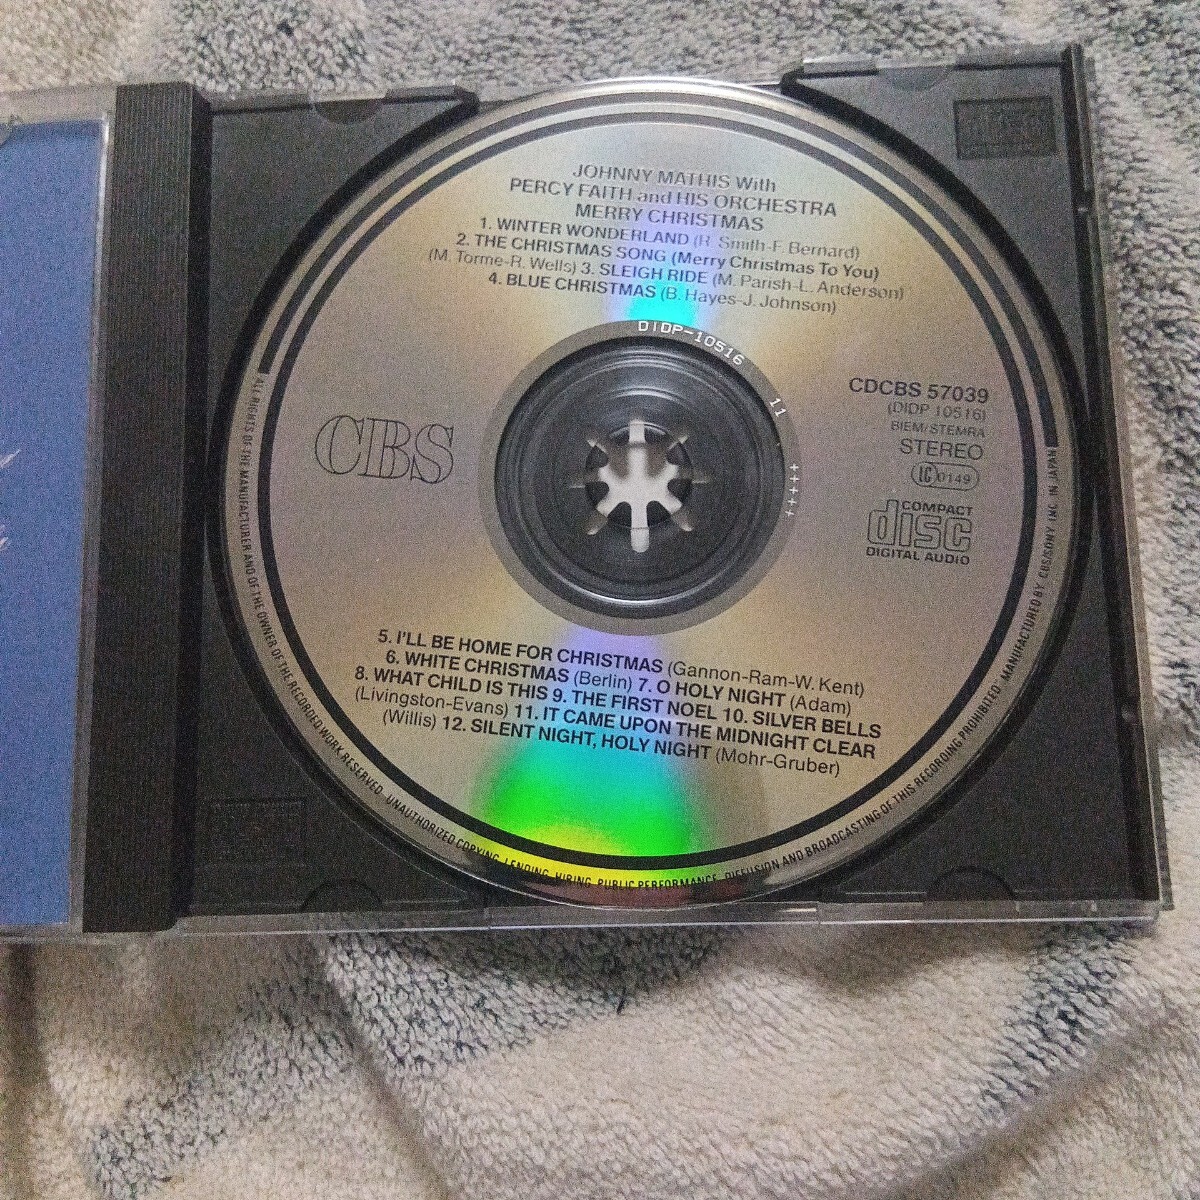 JOHNNY MATHIS With
PERCY FAITH and HIS ORCHESTRA
MERRY CHRISTMAS
1. WINTER WONDERLAND (R. Smith-F. Bernard)
2. THE CHRISTMAS SONG (Merry Christmas To You)
(M. Torme-R. Wells) 3. SLEIGH RIDE (M. Parish-L. Anderson)
4. BLUE CHRISTMAS (B. Hayes-J. Johnson)
DIDP-10516 11 +++++
CBS
CDCBS 57039
(DIDP 10516)
BIEM/STEMRA
STEREO
IC 0149
COMPACT
disc
DIGITAL AUDIO
5. I'LL BE HOME FOR CHRISTMAS (Gannon-Ram-W. Kent)
6. WHITE CHRISTMAS (Berlin) 7. O HOLY NIGHT (Adam)
8. WHAT CHILD IS THIS 9. THE FIRST NOEL 10. SILVER BELLS
(Livingston-Evans) 11. IT CAME UPON THE MIDNIGHT CLEAR
(Willis) 12. SILENT NIGHT, HOLY NIGHT (Mohr-Gruber)
ALL RIGHTS OF THE MANUFACTURER AND OF THE OWNER OF THE RECORDED WORK RESERVED. UNAUTHORIZED COPYING, LENDING, HIRING, PUBLIC PERFORMANCE, DIFFUSION AND BROADCASTING OF THIS RECORDING PROHIBITED. MANUFACTURED BY CBS/SONY INC. IN JAPAN